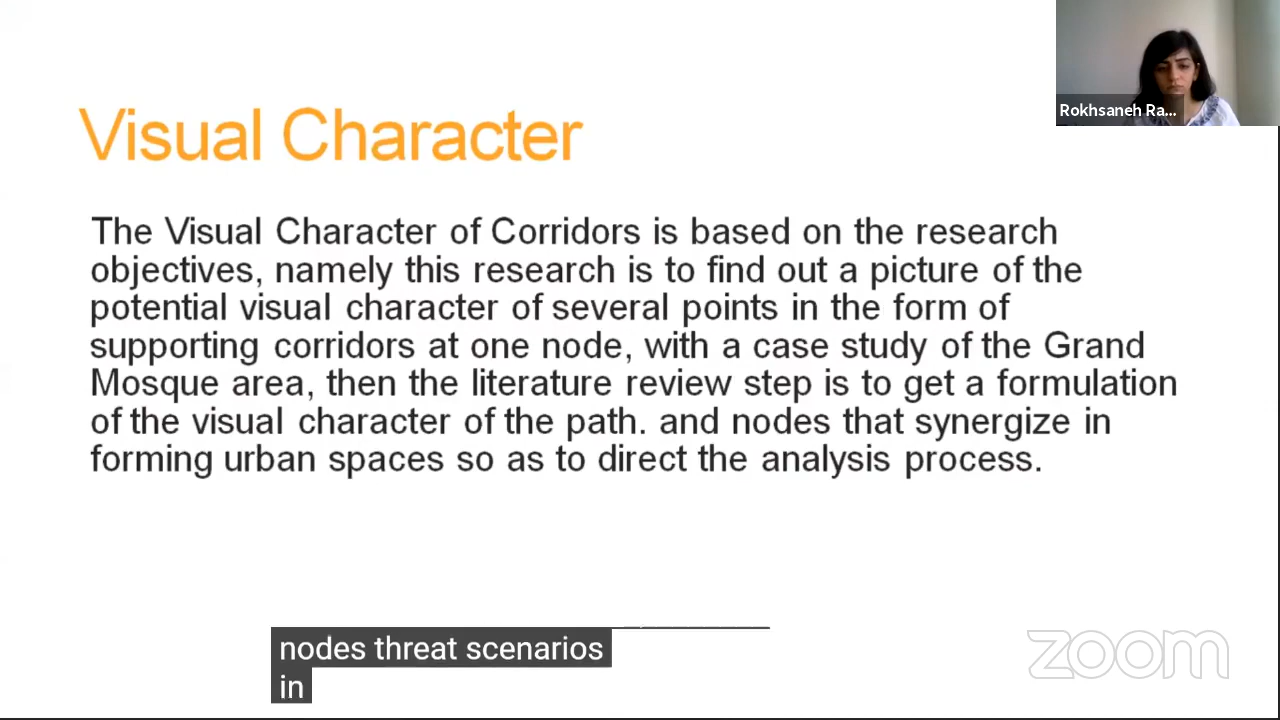 Rokhsaneh Ra...
Visual Character
The Visual Character of Corridors is based on the research
objectives, namely this research is to find out a picture of the
potential visual character of several points in the form of
supporting corridors at one node, with a case study of the Grand
Mosque area, then the literature review step is to get a formulation
of the visual character of the path. and nodes that synergize in
forming urban spaces so as to direct the analysis process.
nodes threat scenarios
in
zoom